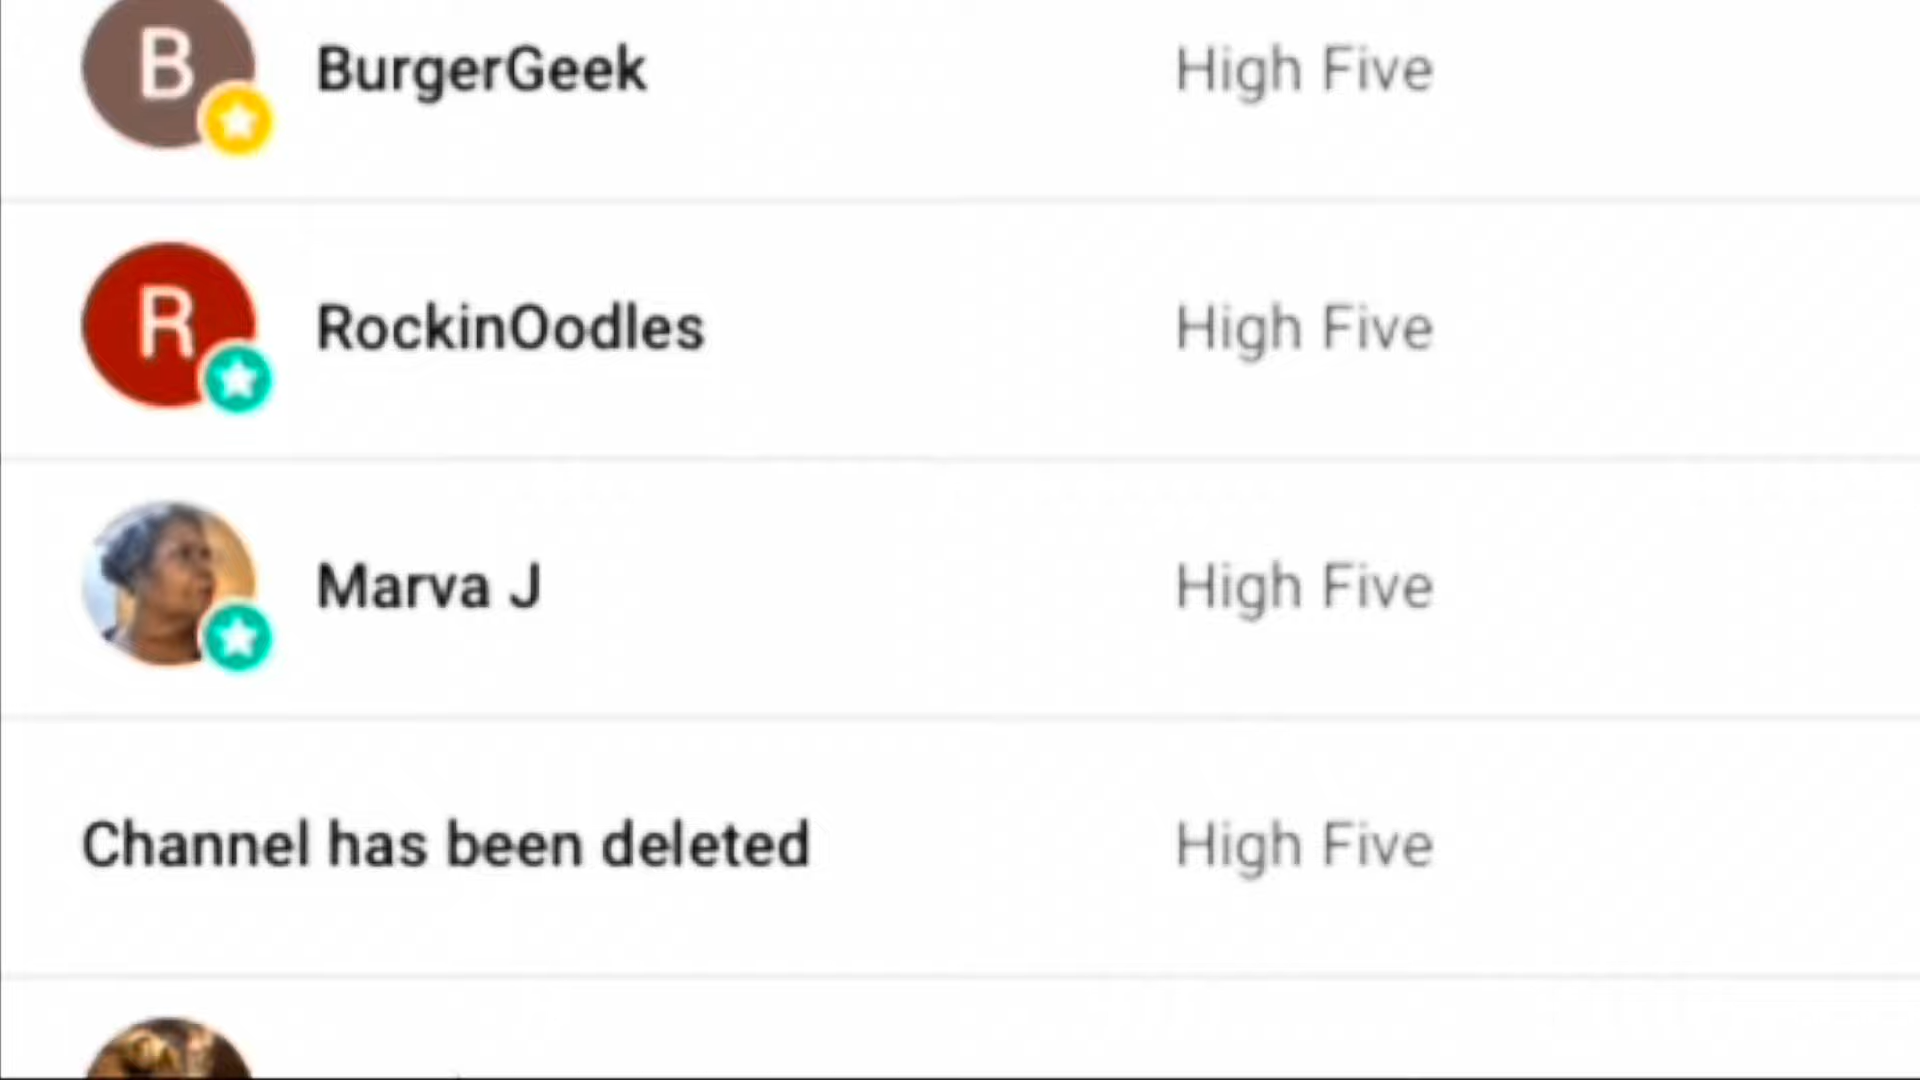 B BurgerGeek High Five
R RockinOodles High Five
Marva J High Five
Channel has been deleted High Five